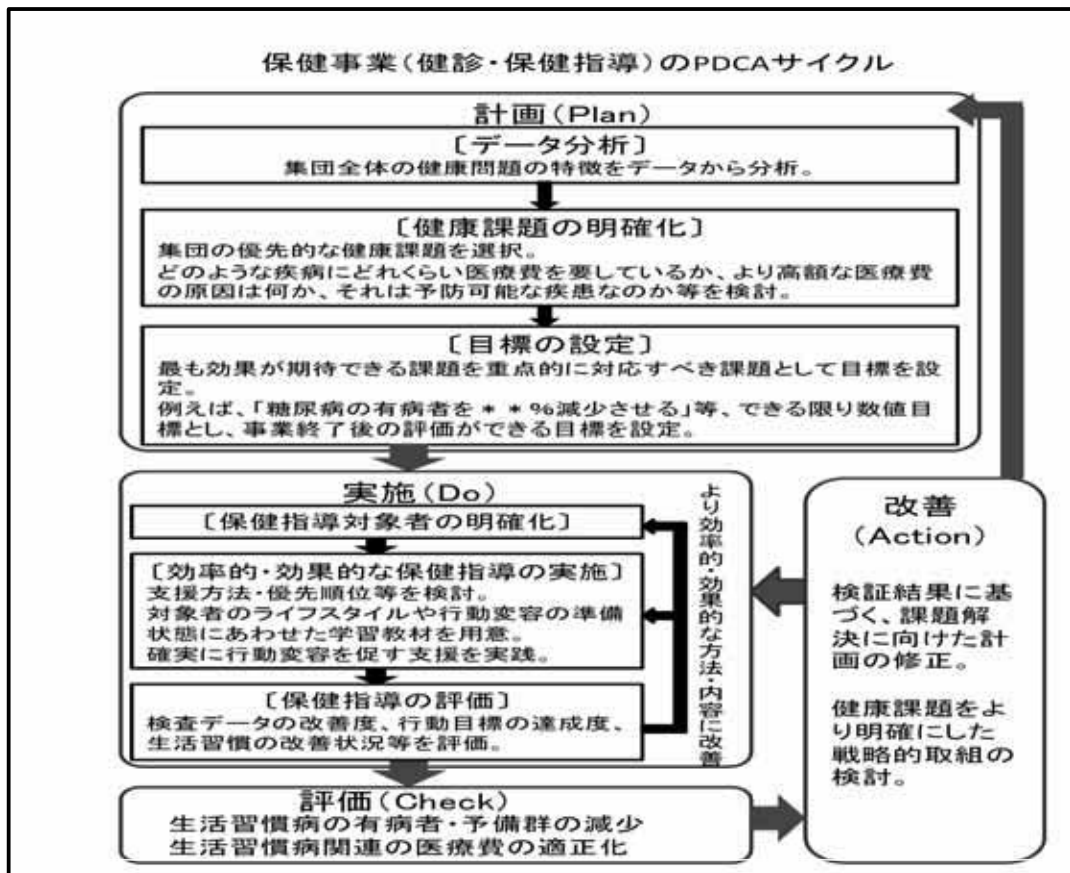 保健事業(健診・保健指導)のPDCAサイクル
計画(Plan)
〔データ分析〕
集団全体の健康問題の特徴をデータから分析。
〔健康課題の明確化〕
集団の優先的な健康課題を選択。
どのような疾病にどれくらい医療費を要しているか、より高額な医療費
の原因は何か、それは予防可能な疾患なのか等を検討。
〔目標の設定〕
最も効果が期待できる課題を重点的に対応すべき課題として目標を設
定。
例えば、「糖尿病の有病者を**%減少させる」等、できる限り数値目
標とし、事業終了後の評価ができる目標を設定。
実施(Do)
〔保健指導対象者の明確化〕
〔効率的・効果的な保健指導の実施〕
支援方法・優先順位等を検討。
対象者のライフスタイルや行動変容の準備
状態にあわせた学習教材を用意。
確実に行動変容を促す支援を実践。
〔保健指導の評価〕
検査データの改善度、行動目標の達成度、
生活習慣の改善状況等を評価。
より効率的・効果的な方法・内容に改善
評価(Check)
生活習慣病の有病者・予備群の減少
生活習慣病関連の医療費の適正化
改善
(Action)
検証結果に基
づく、課題解
決に向けた計
画の修正。
健康課題をよ
り明確にした
戦略的取組の
検討。